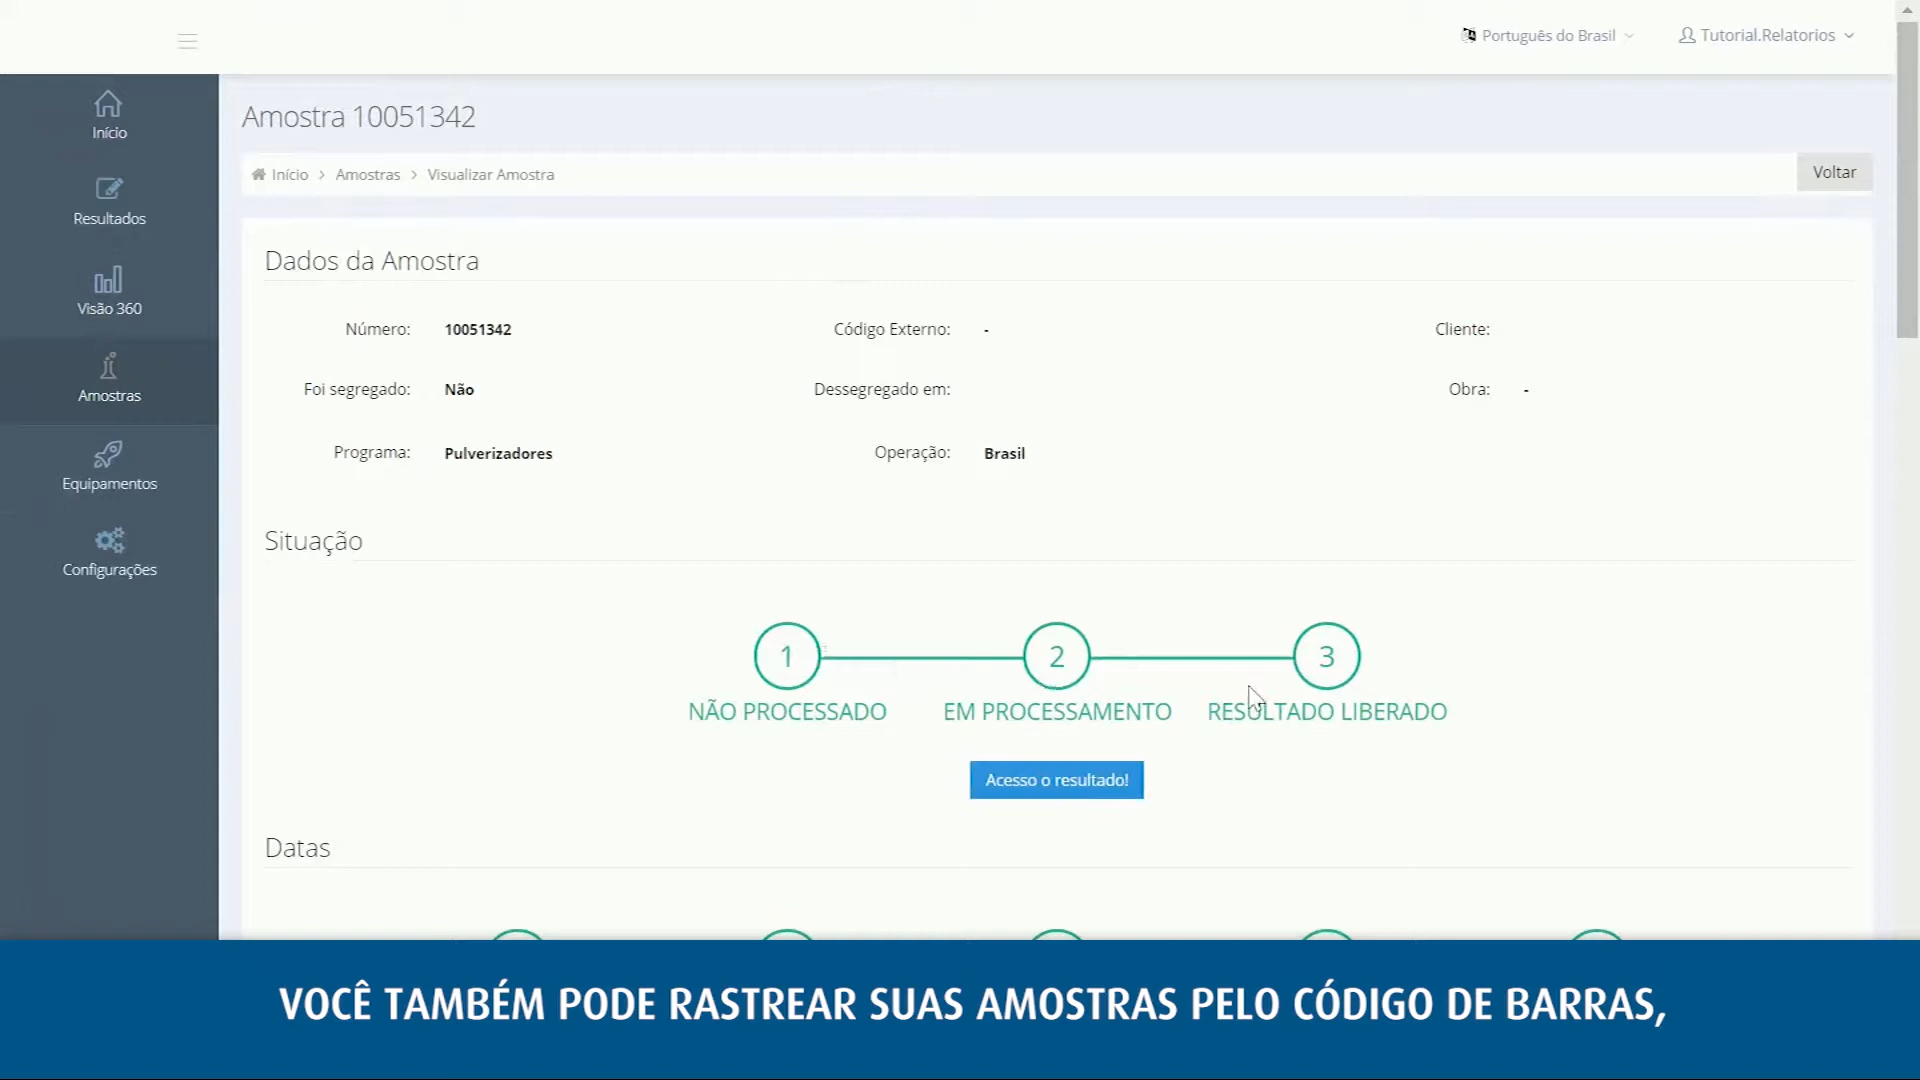 Português do Brasil
Tutorial.Relatorios
Início
Resultados
Visão 360
Amostras
Equipamentos
Configurações
Amostra 10051342
Início > Amostras > Visualizar Amostra
Voltar
Dados da Amostra
Número: 10051342 Código Externo: - Cliente:
Foi segregado: Não Dessegregado em: Obra: -
Programa: Pulverizadores Operação: Brasil
Situação
1 2 3
NÃO PROCESSADO EM PROCESSAMENTO RESULTADO LIBERADO
Acesso o resultado!
Datas
VOCÊ TAMBÉM PODE RASTREAR SUAS AMOSTRAS PELO CÓDIGO DE BARRAS,